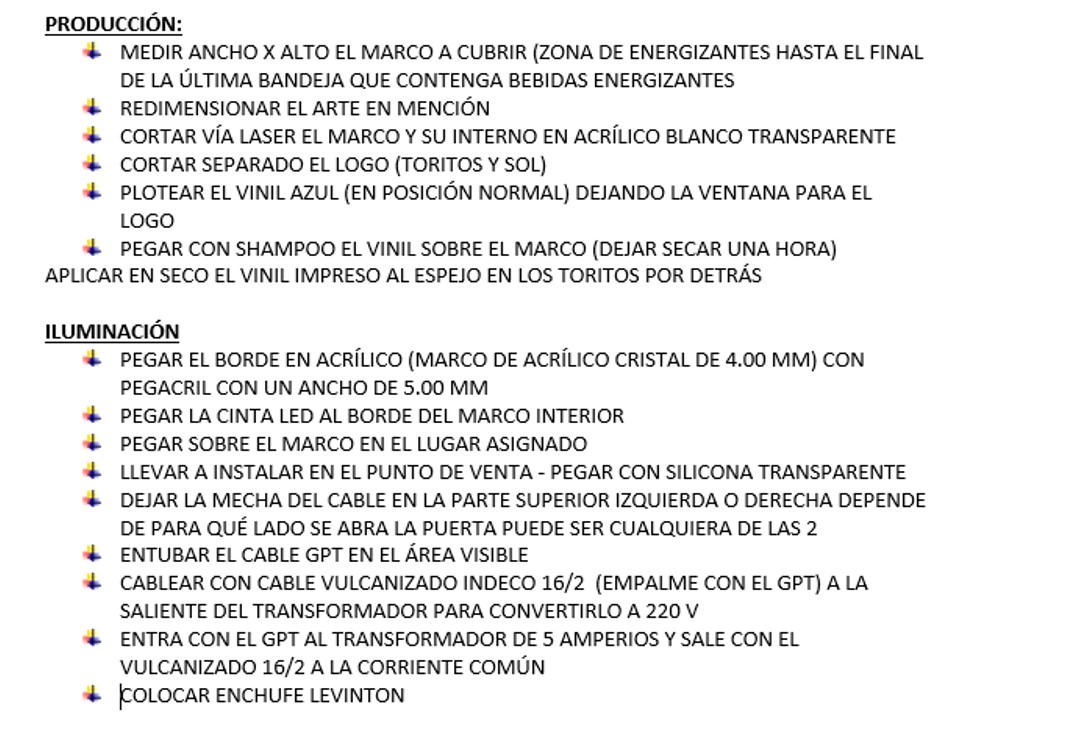 PRODUCCIÓN:
MEDIR ANCHO X ALTO EL MARCO A CUBRIR (ZONA DE ENERGIZANTES HASTA EL FINAL
DE LA ÚLTIMA BANDEJA QUE CONTENGA BEBIDAS ENERGIZANTES
REDIMENSIONAR EL ARTE EN MENCIÓN
CORTAR VÍA LASER EL MARCO Y SU INTERNO EN ACRÍLICO BLANCO TRANSPARENTE
CORTAR SEPARADO EL LOGO (TORITOS Y SOL)
PLOTEAR EL VINIL AZUL (EN POSICIÓN NORMAL) DEJANDO LA VENTANA PARA EL
LOGO
PEGAR CON SHAMPOO EL VINIL SOBRE EL MARCO (DEJAR SECAR UNA HORA)
APLICAR EN SECO EL VINIL IMPRESO AL ESPEJO EN LOS TORITOS POR DETRÁS
ILUMINACIÓN
PEGAR EL BORDE EN ACRÍLICO (MARCO DE ACRÍLICO CRISTAL DE 4.00 MM) CON
PEGACRIL CON UN ANCHO DE 5.00 MM
PEGAR LA CINTA LED AL BORDE DEL MARCO INTERIOR
PEGAR SOBRE EL MARCO EN EL LUGAR ASIGNADO
LLEVAR A INSTALAR EN EL PUNTO DE VENTA - PEGAR CON SILICONA TRANSPARENTE
DEJAR LA MECHA DEL CABLE EN LA PARTE SUPERIOR IZQUIERDA O DERECHA DEPENDE
DE PARA QUÉ LADO SE ABRA LA PUERTA PUEDE SER CUALQUIERA DE LAS 2
ENTUBAR EL CABLE GPT EN EL ÁREA VISIBLE
CABLEAR CON CABLE VULCANIZADO INDECO 16/2 (EMPALME CON EL GPT) A LA
SALIENTE DEL TRANSFORMADOR PARA CONVERTIRLO A 220 V
ENTRA CON EL GPT AL TRANSFORMADOR DE 5 AMPERIOS Y SALE CON EL
VULCANIZADO 16/2 A LA CORRIENTE COMÚN
COLOCAR ENCHUFE LEVINTON